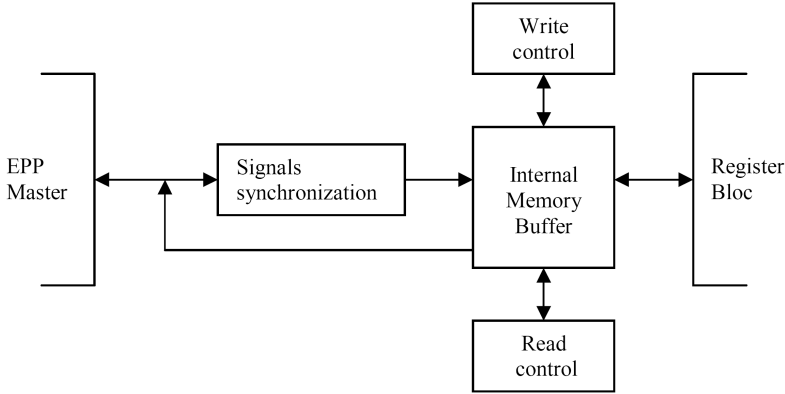 Write
control
EPP
Master
Signals
synchronization
Internal
Memory
Buffer
Register
Bloc
Read
control